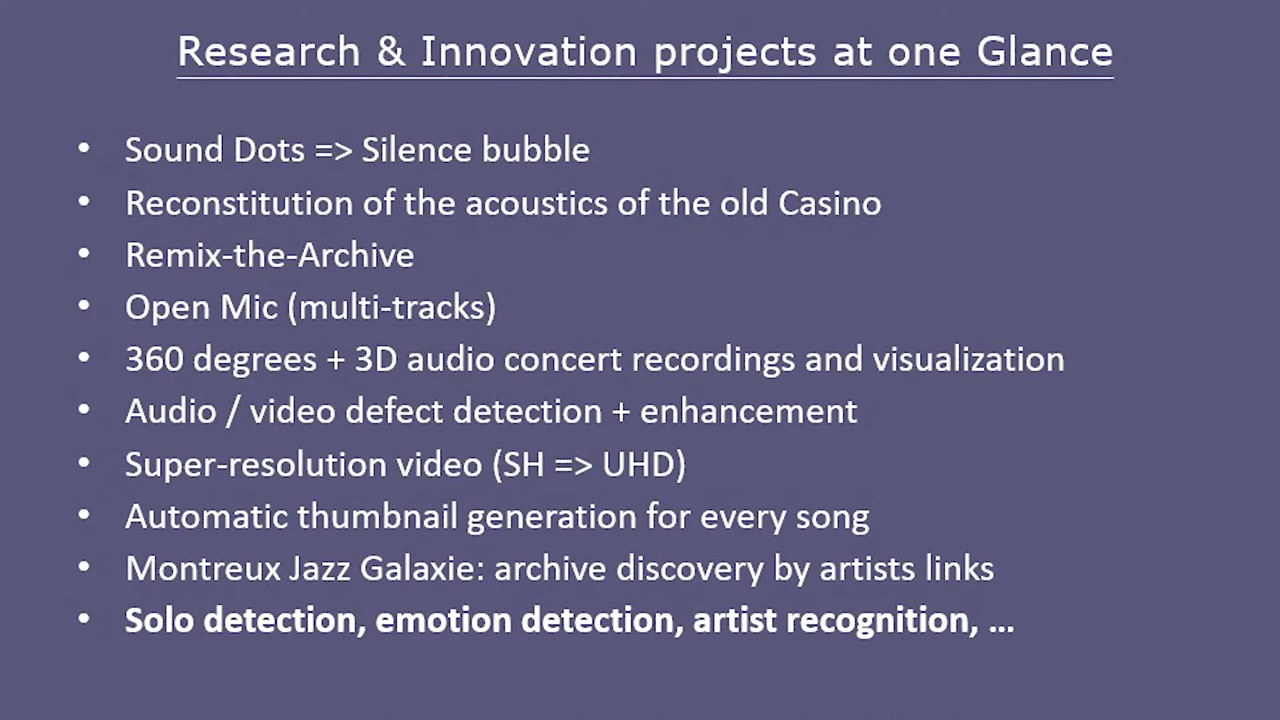 Research & Innovation projects at one Glance
• Sound Dots => Silence bubble
• Reconstitution of the acoustics of the old Casino
• Remix-the-Archive
• Open Mic (multi-tracks)
• 360 degrees + 3D audio concert recordings and visualization
• Audio / video defect detection + enhancement
• Super-resolution video (SH => UHD)
• Automatic thumbnail generation for every song
• Montreux Jazz Galaxie: archive discovery by artists links
• Solo detection, emotion detection, artist recognition, …